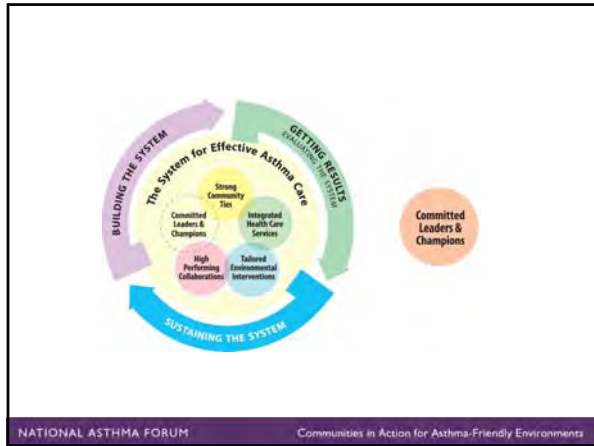 BUILDING THE SYSTEM
GETTING RESULTS
EVALUATING THE SYSTEM
The System for Effective Asthma Care
Strong
Community
Ties
Committed
Leaders &
Champions
Integrated
Health Care
Services
High
Performing
Collaborations
Tailored
Environmental
Interventions
SUSTAINING THE SYSTEM
Committed
Leaders &
Champions
NATIONAL ASTHMA FORUM
Communities in Action for Asthma-Friendly Environments